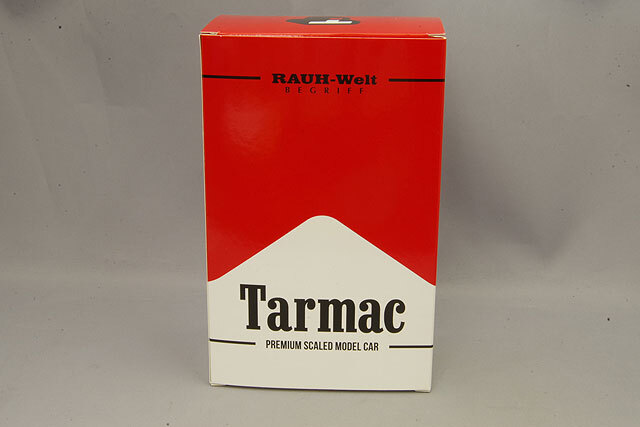 RAUH-Welt
BEGRIFF
Tarmac
PREMIUM SCALED MODEL CAR